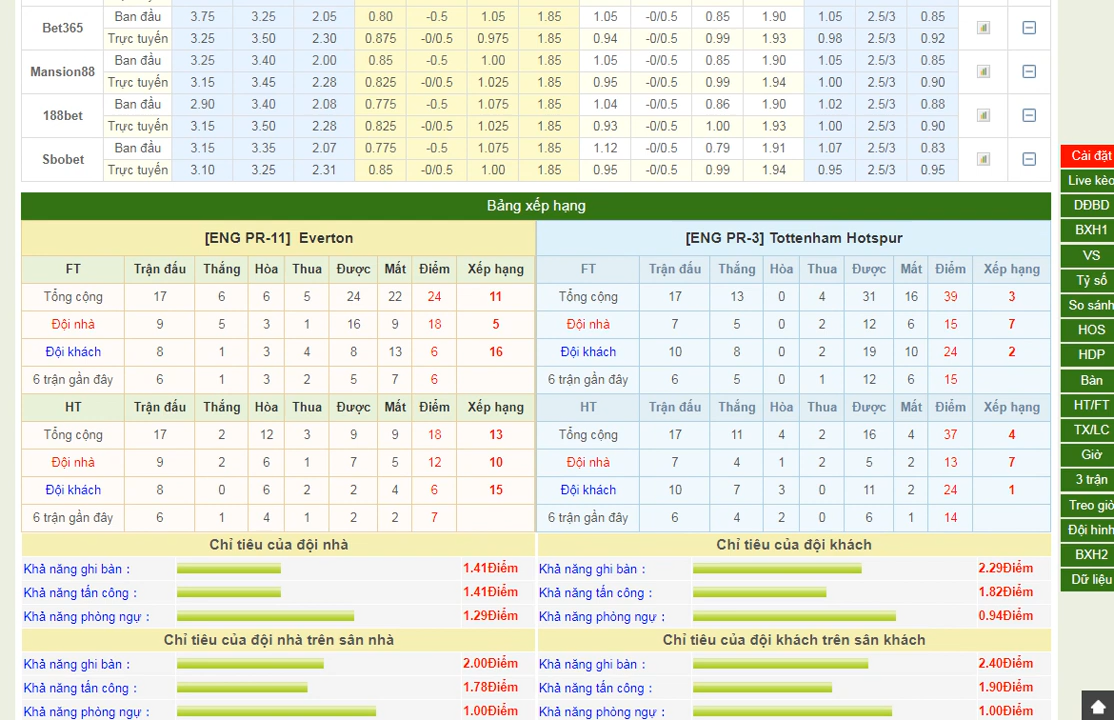 Bet365 Ban đầu 3.75 3.25 2.05 0.80 -0.5 1.05 1.85 1.05 -0/0.5 0.85 1.90 1.05 2.5/3 0.85
Trực tuyến 3.25 3.50 2.30 0.875 -0/0.5 0.975 1.85 0.94 -0/0.5 0.99 1.93 0.98 2.5/3 0.92
Mansion88 Ban đầu 3.25 3.40 2.00 0.85 -0.5 1.00 1.85 1.05 -0/0.5 0.85 1.90 1.05 2.5/3 0.85
Trực tuyến 3.15 3.45 2.28 0.825 -0/0.5 1.025 1.85 0.95 -0/0.5 0.99 1.94 1.00 2.5/3 0.90
188bet Ban đầu 2.90 3.40 2.08 0.775 -0.5 1.075 1.85 1.04 -0/0.5 0.86 1.90 1.02 2.5/3 0.88
Trực tuyến 3.15 3.50 2.28 0.825 -0/0.5 1.025 1.85 0.93 -0/0.5 1.00 1.93 1.00 2.5/3 0.90
Sbobet Ban đầu 3.15 3.35 2.07 0.775 -0.5 1.075 1.85 1.12 -0/0.5 0.79 1.91 1.07 2.5/3 0.83
Trực tuyến 3.10 3.25 2.31 0.85 -0/0.5 1.00 1.85 0.95 -0/0.5 0.99 1.94 0.95 2.5/3 0.95
Bảng xếp hạng
[ENG PR-11] Everton
FT Trận đấu Thắng Hòa Thua Được Mất Điểm Xếp hạng
Tổng cộng 17 6 6 5 24 22 24 11
Đội nhà 9 5 3 1 16 9 18 5
Đội khách 8 1 3 4 8 13 6 16
6 trận gần đây 6 1 3 2 5 7 6
HT Trận đấu Thắng Hòa Thua Được Mất Điểm Xếp hạng
Tổng cộng 17 2 12 3 9 9 18 13
Đội nhà 9 2 6 1 7 5 12 10
Đội khách 8 0 6 2 2 4 6 15
6 trận gần đây 6 1 4 1 2 2 7
[ENG PR-3] Tottenham Hotspur
FT Trận đấu Thắng Hòa Thua Được Mất Điểm Xếp hạng
Tổng cộng 17 13 0 4 31 16 39 3
Đội nhà 7 5 0 2 12 6 15 7
Đội khách 10 8 0 2 19 10 24 2
6 trận gần đây 6 5 0 1 12 6 15
HT Trận đấu Thắng Hòa Thua Được Mất Điểm Xếp hạng
Tổng cộng 17 11 4 2 16 4 37 4
Đội nhà 7 4 1 2 5 2 13 7
Đội khách 10 7 3 0 11 2 24 1
6 trận gần đây 6 4 2 0 6 1 14
Chỉ tiêu của đội nhà
Khả năng ghi bàn : 1.41Điểm
Khả năng tấn công : 1.41Điểm
Khả năng phòng ngự : 1.29Điểm
Chỉ tiêu của đội khách
Khả năng ghi bàn : 2.29Điểm
Khả năng tấn công : 1.82Điểm
Khả năng phòng ngự : 0.94Điểm
Chỉ tiêu của đội nhà trên sân nhà
Khả năng ghi bàn : 2.00Điểm
Khả năng tấn công : 1.78Điểm
Khả năng phòng ngự : 1.00Điểm
Chỉ tiêu của đội khách trên sân khách
Khả năng ghi bàn : 2.40Điểm
Khả năng tấn công : 1.90Điểm
Khả năng phòng ngự : 1.00Điểm
Cài đặt
Live kèo
DĐBD
BXH1
VS
Tỷ số
So sánh
HOS
HDP
Bàn
HT/FT
TX/LC
Giờ
3 trận
Treo giò
Đội hình
BXH2
Dữ liệu